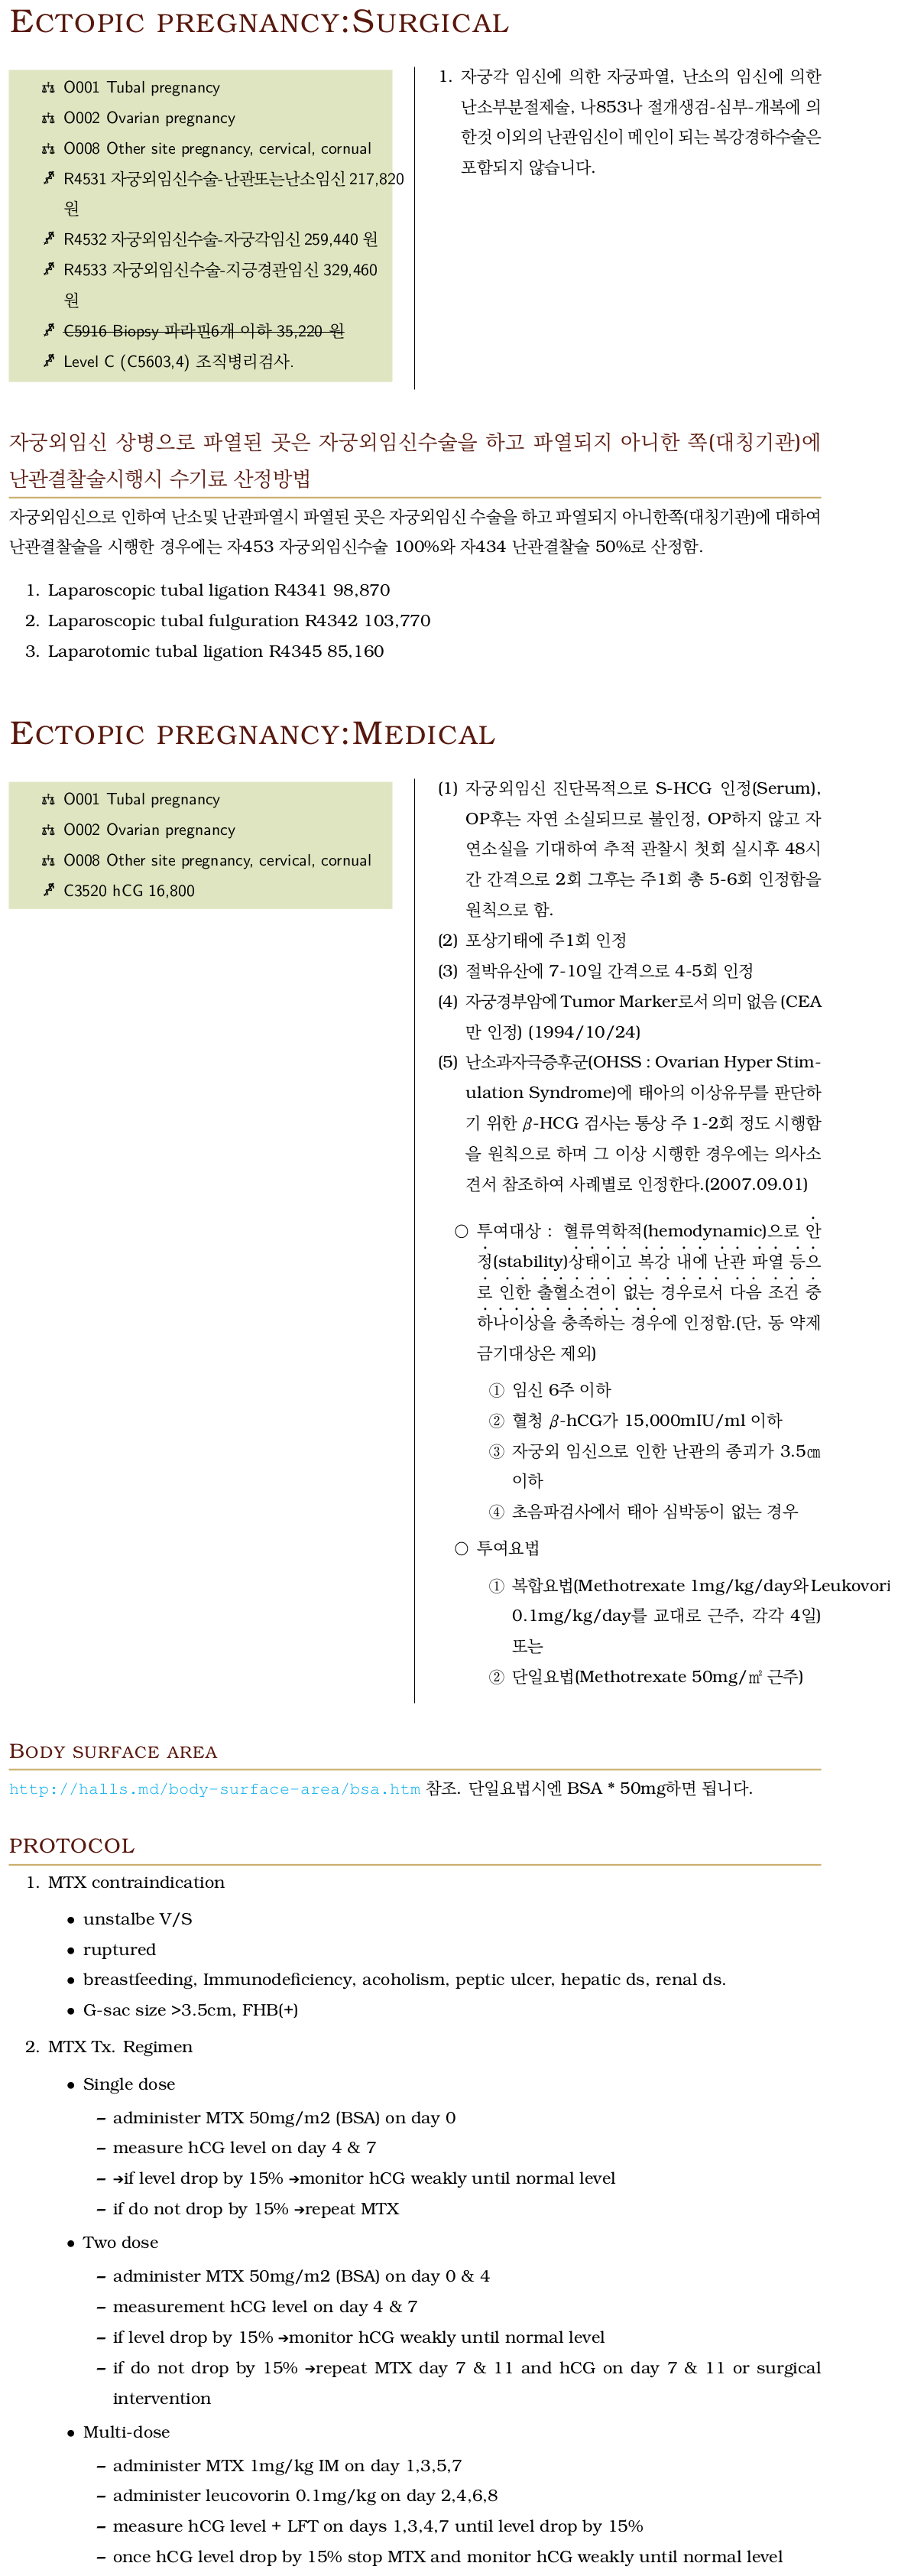 ECTOPIC PREGNANCY:SURGICAL
O001 Tubal pregnancy
O002 Ovarian pregnancy
O008 Other site pregnancy, cervical, cornual
R4531 자궁외임신수술-난관또는난소임신 217,820
원
R4532 자궁외임신수술-자궁각임신 259,440 원
R4533 자궁외임신수술-지긍경관임신 329,460
원
C5916 Biopsy 파라핀6개 이하 35,220 원
Level C (C5603,4) 조직병리검사.
1. 자궁각 임신에 의한 자궁파열, 난소의 임신에 의한
난소부분절제술, 나853나 절개생검-심부-개복에 의
한것 이외의 난관임신이 메인이 되는 복강경하수술은
포함되지 않습니다.
자궁외임신 상병으로 파열된 곳은 자궁외임신수술을 하고 파열되지 아니한 쪽(대칭기관)에
난관결찰술시행시 수기료 산정방법
자궁외임신으로 인하여 난소및 난관파열시 파열된 곳은 자궁외임신 수술을 하고 파열되지 아니한쪽(대칭기관)에 대하여
난관결찰술을 시행한 경우에는 자453 자궁외임신수술 100%와 자434 난관결찰술 50%로 산정함.
1. Laparoscopic tubal ligation R4341 98,870
2. Laparoscopic tubal fulguration R4342 103,770
3. Laparotomic tubal ligation R4345 85,160
ECTOPIC PREGNANCY:MEDICAL
O001 Tubal pregnancy
O002 Ovarian pregnancy
O008 Other site pregnancy, cervical, cornual
C3520 hCG 16,800
(1) 자궁외임신 진단목적으로 S-HCG 인정(Serum),
OP후는 자연 소실되므로 불인정, OP하지 않고 자
연소실을 기대하여 추적 관찰시 첫회 실시후 48시
간 간격으로 2회 그후는 주1회 총 5-6회 인정함을
원칙으로 함.
(2) 포상기태에 주1회 인정
(3) 절박유산에 7-10일 간격으로 4-5회 인정
(4) 자궁경부암에 Tumor Marker로서 의미 없음 (CEA
만 인정) (1994/10/24)
(5) 난소과자극증후군(OHSS : Ovarian Hyper Stim-
ulation Syndrome)에 태아의 이상유무를 판단하
기 위한 β-HCG 검사는 통상 주 1-2회 정도 시행함
을 원칙으로 하며 그 이상 시행한 경우에는 의사소
견서 참조하여 사례별로 인정한다.(2007.09.01)
○ 투여대상 : 혈류역학적(hemodynamic)으로 안
정(stability)상태이고 복강 내에 난관 파열 등으
로 인한 출혈소견이 없는 경우로서 다음 조건 중
하나이상을 충족하는 경우에 인정함.(단, 동 약제
금기대상은 제외)
① 임신 6주 이하
② 혈청 β-hCG가 15,000mIU/ml 이하
③ 자궁외 임신으로 인한 난관의 종괴가 3.5㎝
이하
④ 초음파검사에서 태아 심박동이 없는 경우
○ 투여요법
① 복합요법(Methotrexate 1mg/kg/day와 Leukovori
0.1mg/kg/day를 교대로 근주, 각각 4일)
또는
② 단일요법(Methotrexate 50mg/㎡ 근주)
BODY SURFACE AREA
http://halls.md/body-surface-area/bsa.htm 참조. 단일요법시엔 BSA * 50mg하면 됩니다.
PROTOCOL
1. MTX contraindication
• unstalbe V/S
• ruptured
• breastfeeding, Immunodeficiency, acoholism, peptic ulcer, hepatic ds, renal ds.
• G-sac size >3.5cm, FHB(+)
2. MTX Tx. Regimen
• Single dose
– administer MTX 50mg/m2 (BSA) on day 0
– measure hCG level on day 4 & 7
– ➔if level drop by 15% ➔monitor hCG weakly until normal level
– if do not drop by 15% ➔repeat MTX
• Two dose
– administer MTX 50mg/m2 (BSA) on day 0 & 4
– measurement hCG level on day 4 & 7
– if level drop by 15% ➔monitor hCG weakly until normal level
– if do not drop by 15% ➔repeat MTX day 7 & 11 and hCG on day 7 & 11 or surgical
intervention
• Multi-dose
– administer MTX 1mg/kg IM on day 1,3,5,7
– administer leucovorin 0.1mg/kg on day 2,4,6,8
– measure hCG level + LFT on days 1,3,4,7 until level drop by 15%
– once hCG level drop by 15% stop MTX and monitor hCG weakly until normal level